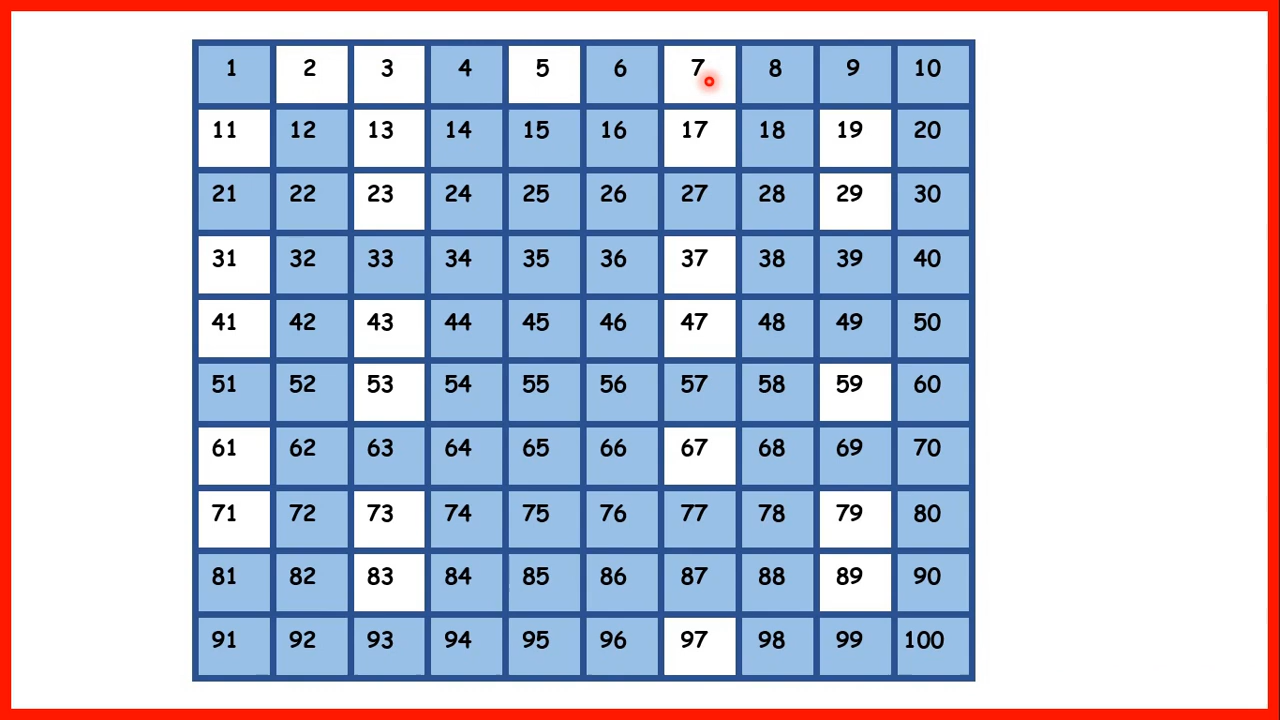 1 2 3 4 5 6 7 8 9 10
11 12 13 14 15 16 17 18 19 20
21 22 23 24 25 26 27 28 29 30
31 32 33 34 35 36 37 38 39 40
41 42 43 44 45 46 47 48 49 50
51 52 53 54 55 56 57 58 59 60
61 62 63 64 65 66 67 68 69 70
71 72 73 74 75 76 77 78 79 80
81 82 83 84 85 86 87 88 89 90
91 92 93 94 95 96 97 98 99 100